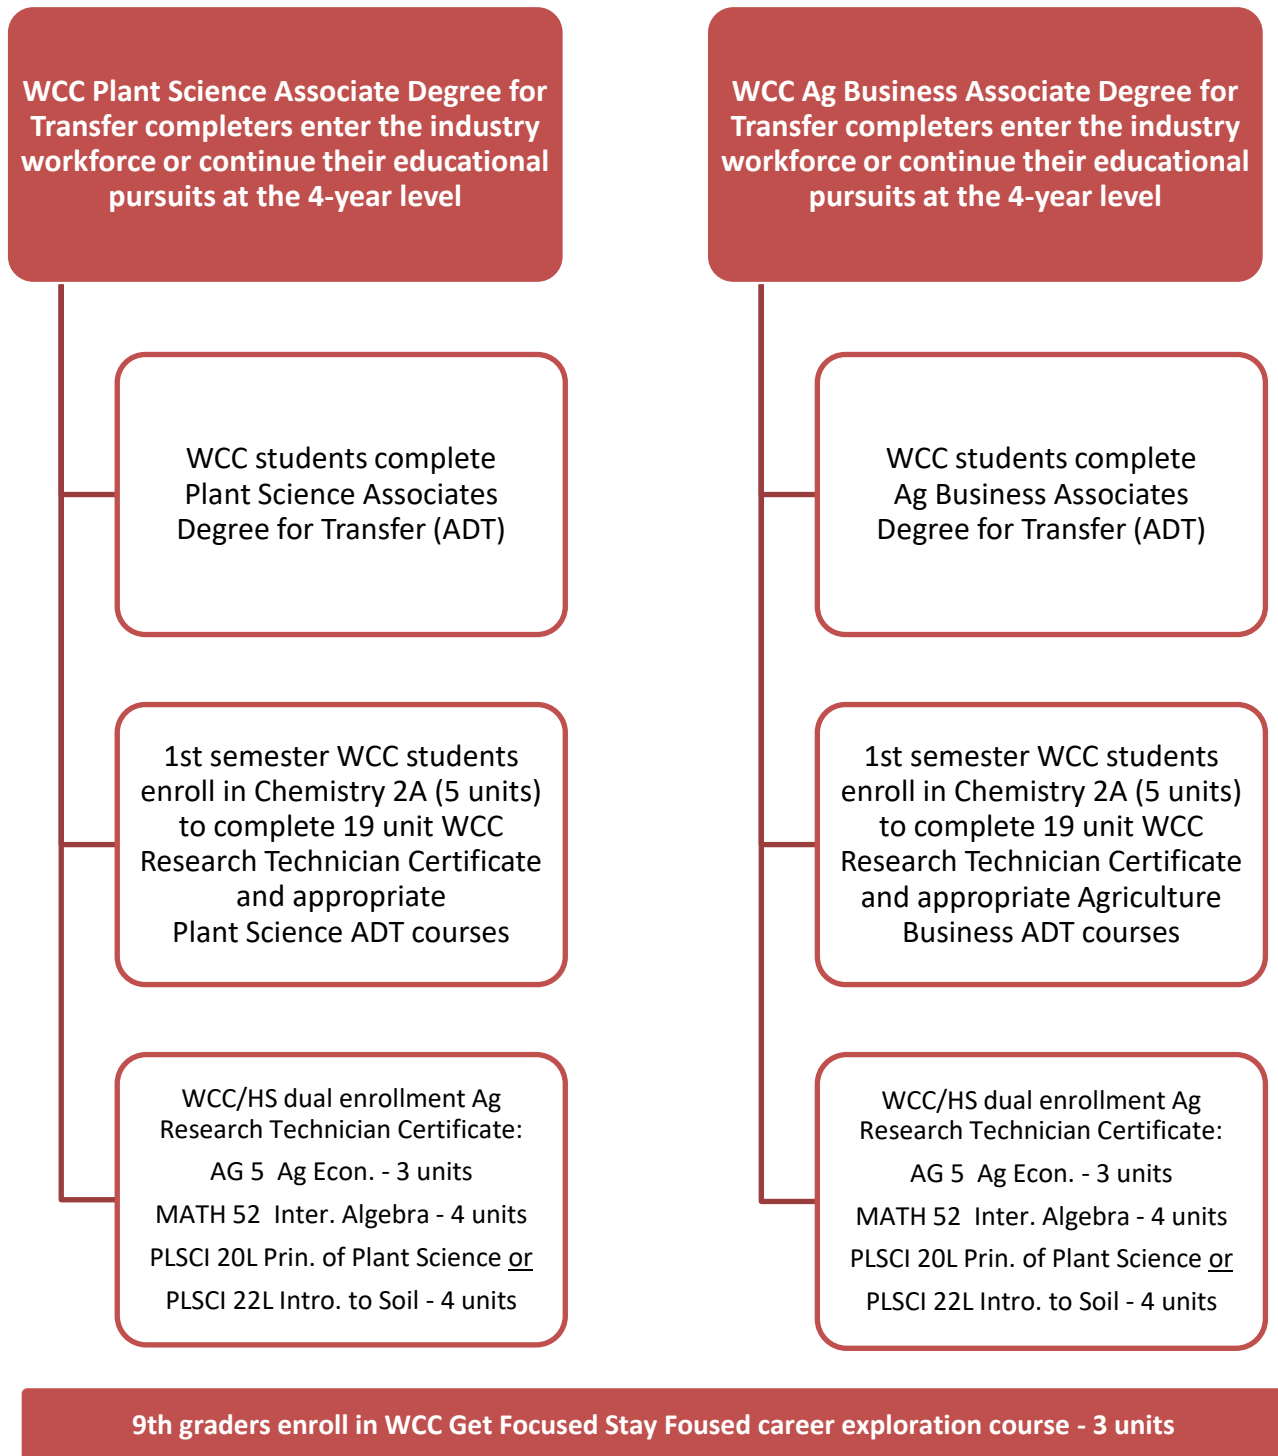 WCC Plant Science Associate Degree for
Transfer completers enter the industry
workforce or continue their educational
pursuits at the 4-year level
WCC students complete
Plant Science Associates
Degree for Transfer (ADT)
1st semester WCC students
enroll in Chemistry 2A (5 units)
to complete 19 unit WCC
Research Technician Certificate
and appropriate
Plant Science ADT courses
WCC/HS dual enrollment Ag
Research Technician Certificate:
AG 5 Ag Econ. - 3 units
MATH 52 Inter. Algebra - 4 units
PLSCI 20L Prin. of Plant Science or
PLSCI 22L Intro. to Soil - 4 units
WCC Ag Business Associate Degree for
Transfer completers enter the industry
workforce or continue their educational
pursuits at the 4-year level
WCC students complete
Ag Business Associates
Degree for Transfer (ADT)
1st semester WCC students
enroll in Chemistry 2A (5 units)
to complete 19 unit WCC
Research Technician Certificate
and appropriate Agriculture
Business ADT courses
WCC/HS dual enrollment Ag
Research Technician Certificate:
AG 5 Ag Econ. - 3 units
MATH 52 Inter. Algebra - 4 units
PLSCI 20L Prin. of Plant Science or
PLSCI 22L Intro. to Soil - 4 units
9th graders enroll in WCC Get Focused Stay Foused career exploration course - 3 units